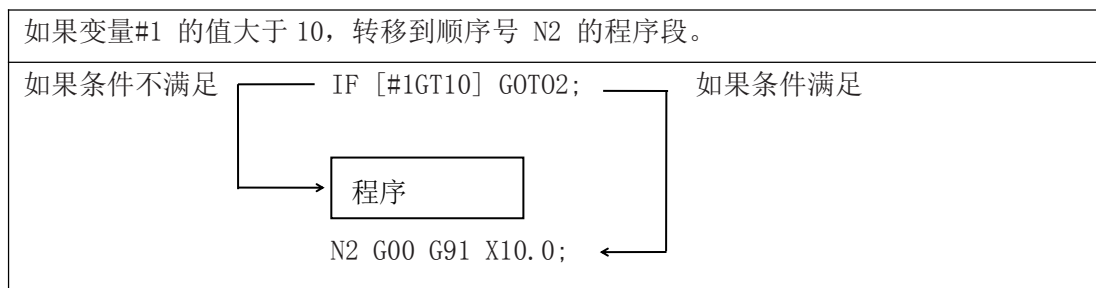 如果变量#1 的值大于 10，转移到顺序号 N2 的程序段。
如果条件不满足 IF [#1GT10] GOTO2; 如果条件满足
程序
N2 G00 G91 X10.0;